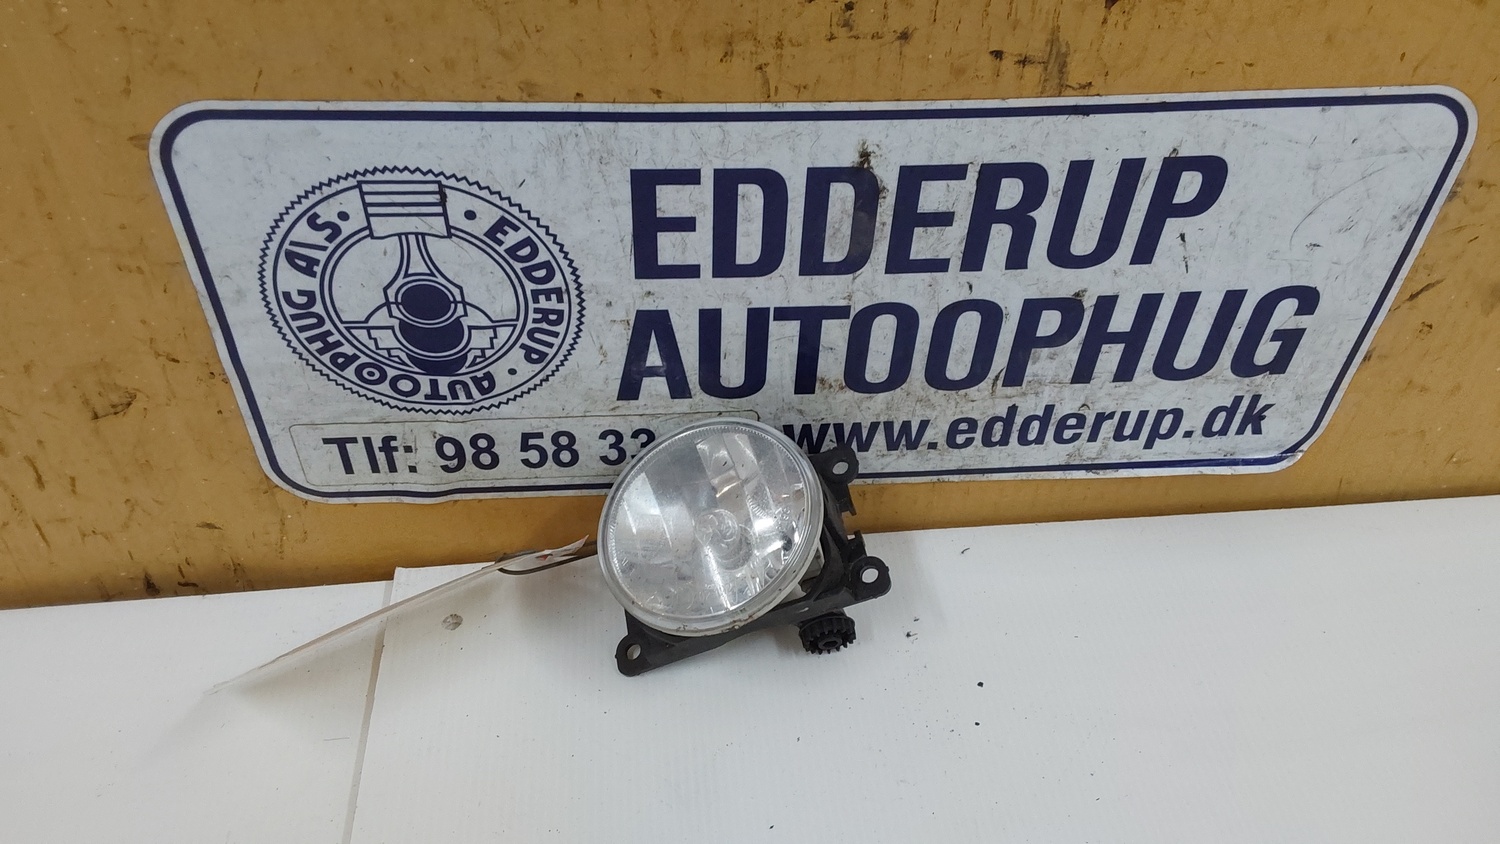 EDDERUP AUTOOPHUG A/S
EDDERUP
AUTOOPHUG
Tlf: 98 58 33
www.edderup.dk